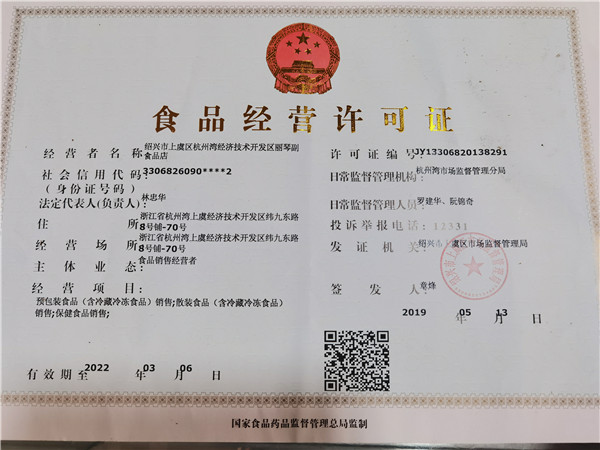 食品经营许可证
经营者名称 绍兴市上虞区杭州湾经济技术开发区丽琴副
食品店
社会信用代码: 3306826090****2
(身份证号码)
法定代表人(负责人): 林忠华
住所 浙江省杭州湾上虞经济技术开发区纬九东路
8号铺-70号
经营场所 浙江省杭州湾上虞经济技术开发区纬九东路
8号铺-70号
主体业态: 食品销售经营者
经营项目:
预包装食品(含冷藏冷冻食品)销售;散装食品(含冷藏冷冻食品)
销售;保健食品销售;
有效期至 2022 年 03 月 06 日
许可证编号 JY13306820138291
日常监督管理机构: 杭州湾市场监督管理分局
日常监督管理人员: 罗建华、阮锦奇
投诉举报电话: 12331
发证机关: 绍兴市上虞区市场监督管理局
签发人: 章烽
2019 年 05 月 13 日
国家食品药品监督管理总局监制